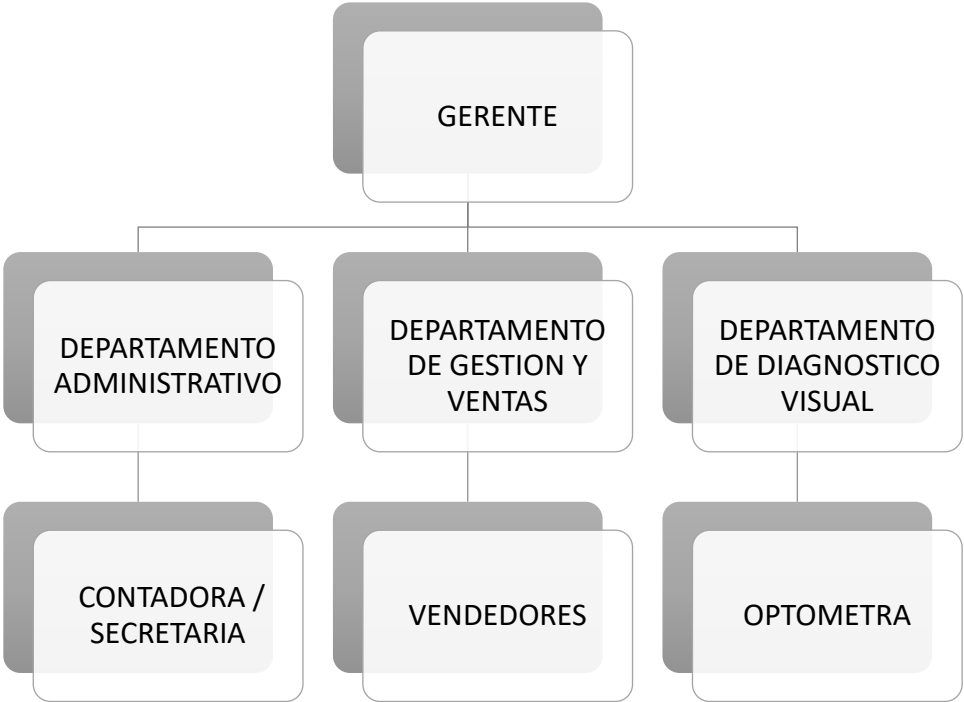 GERENTE
DEPARTAMENTO
ADMINISTRATIVO
DEPARTAMENTO
DE GESTION Y
VENTAS
DEPARTAMENTO
DE DIAGNOSTICO
VISUAL
CONTADORA /
SECRETARIA
VENDEDORES
OPTOMETRA